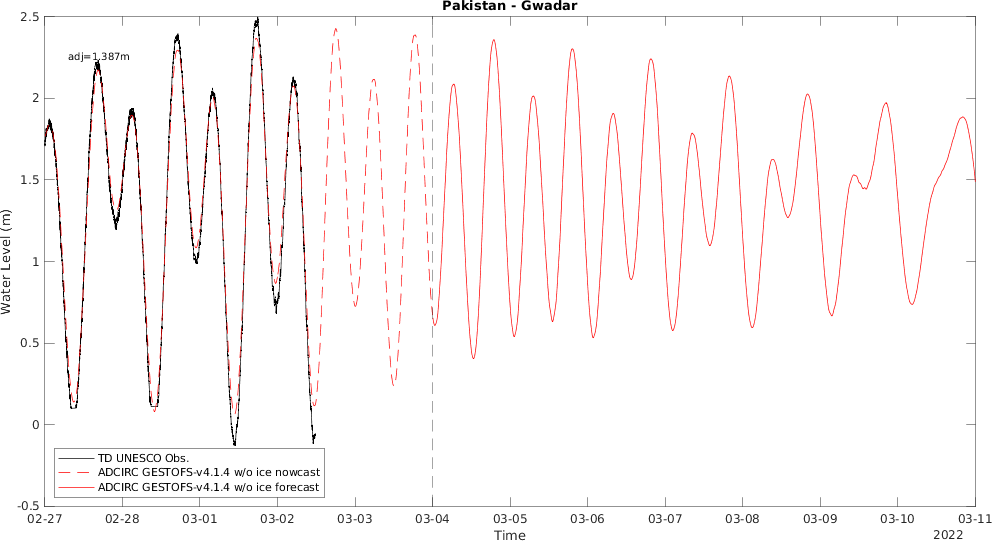 Pakistan - Gwadar
2.5
adj=1.387m
2
1.5
1
0.5
0
-0.5
Water Level (m)
TD UNESCO Obs.
ADCIRC GESTOFS-v4.1.4 w/o ice nowcast
ADCIRC GESTOFS-v4.1.4 w/o ice forecast
02-27 02-28 03-01 03-02 03-03 03-04 03-05 03-06 03-07 03-08 03-09 03-10 03-11
Time
2022